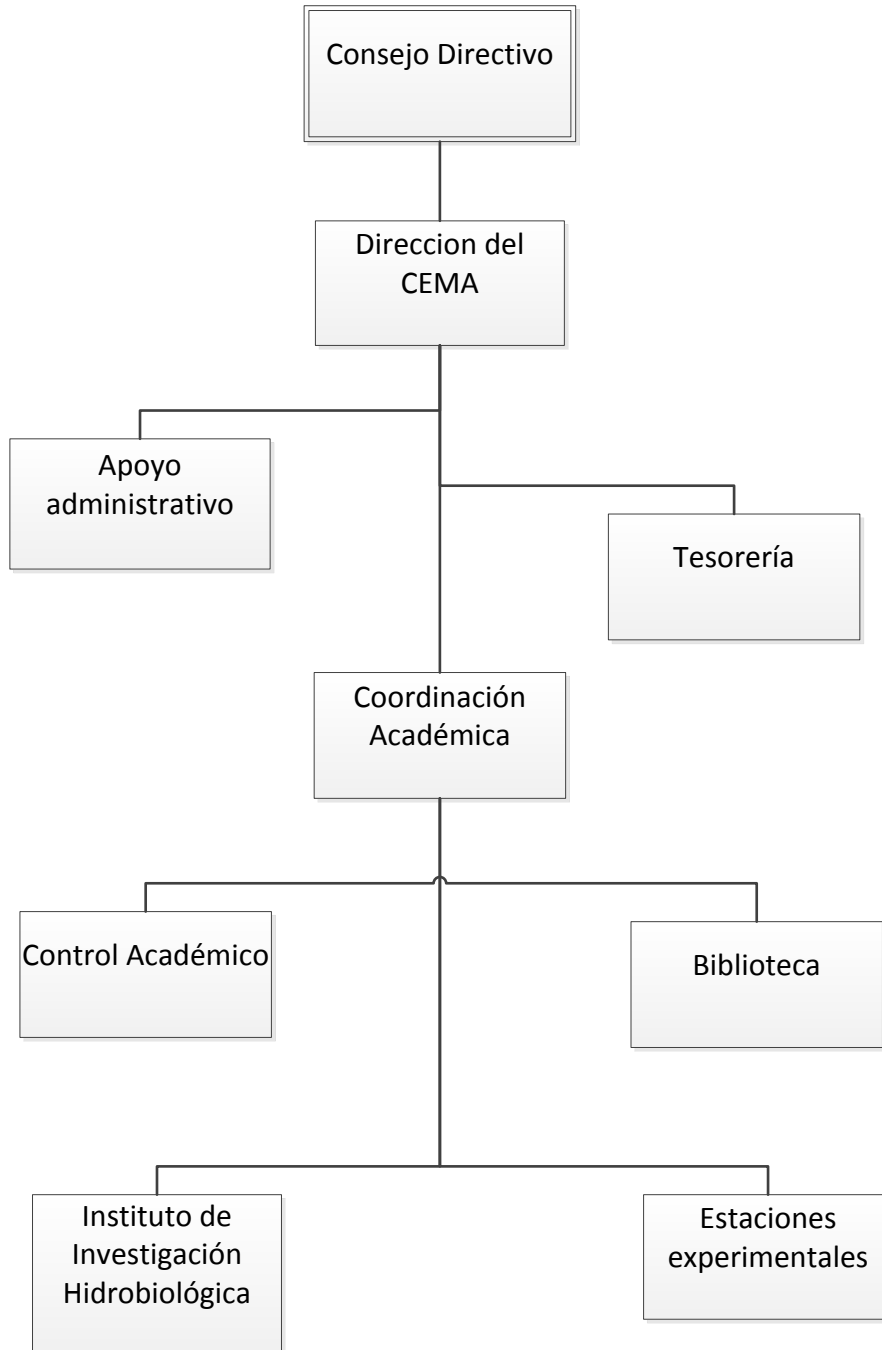 Consejo Directivo
Direccion del
CEMA
Apoyo
administrativo
Tesorería
Coordinación
Académica
Control Académico
Biblioteca
Instituto de
Investigación
Hidrobiológica
Estaciones
experimentales